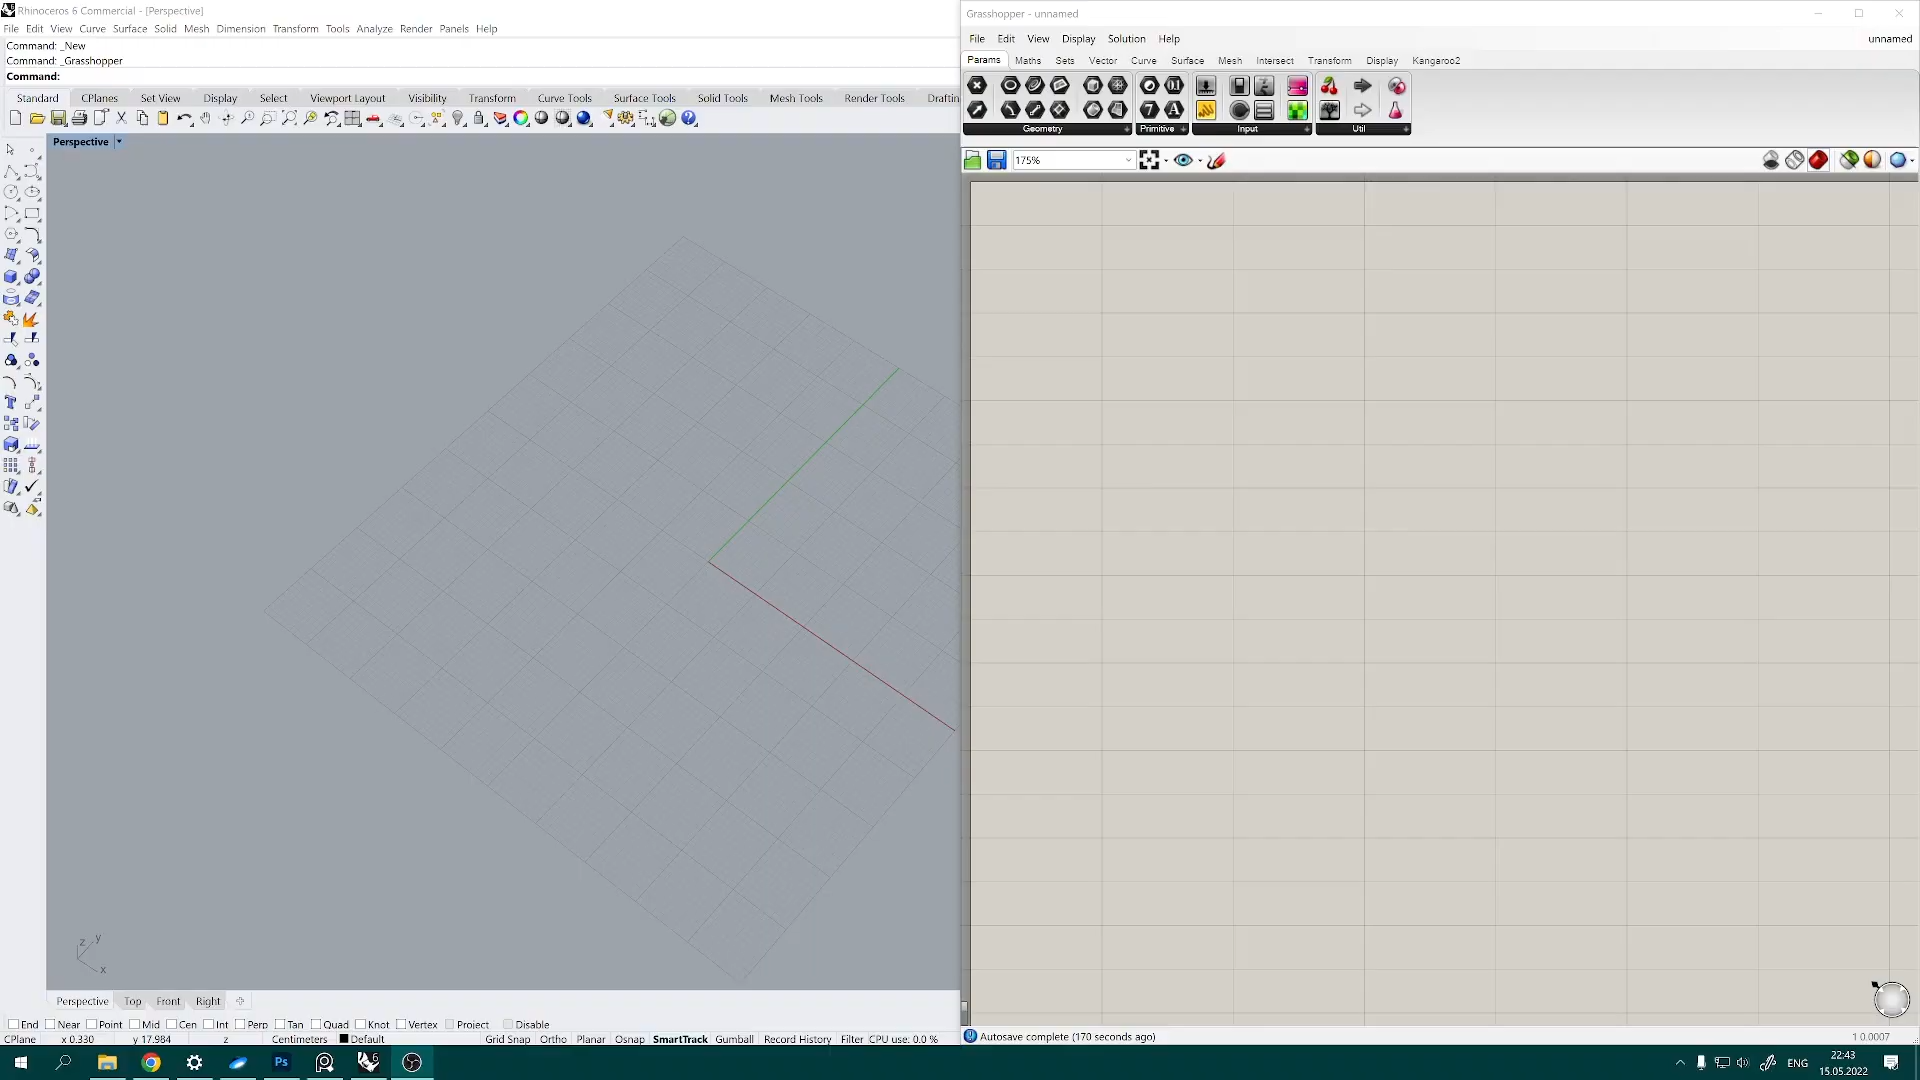 Rhinoceros 6 Commercial - [Perspective]
File Edit View Curve Surface Solid Mesh Dimension Transform Tools Analyze Render Panels Help
Command: _New
Command: _Grasshopper
Command:
Standard CPlanes Set View Display Select Viewport Layout Visibility Transform Curve Tools Surface Tools Solid Tools Mesh Tools Render Tools Draftin
Perspective
z y
x
Perspective Top Front Right
End Near Point Mid Cen Int Perp Tan Quad Knot Vertex Project Disable
CPlane x 0.330 y 17.984 z Centimeters Default Grid Snap Ortho Planar Osnap SmartTrack Gumball Record History Filter CPU use: 0.0 %
Grasshopper - unnamed
File Edit View Display Solution Help unnamed
Params Maths Sets Vector Curve Surface Mesh Intersect Transform Display Kangaroo2
Geometry Primitive Input Util
175%
Autosave complete (170 seconds ago) 1.0.0007
Ps 6 ENG 22:43
15.05.2022